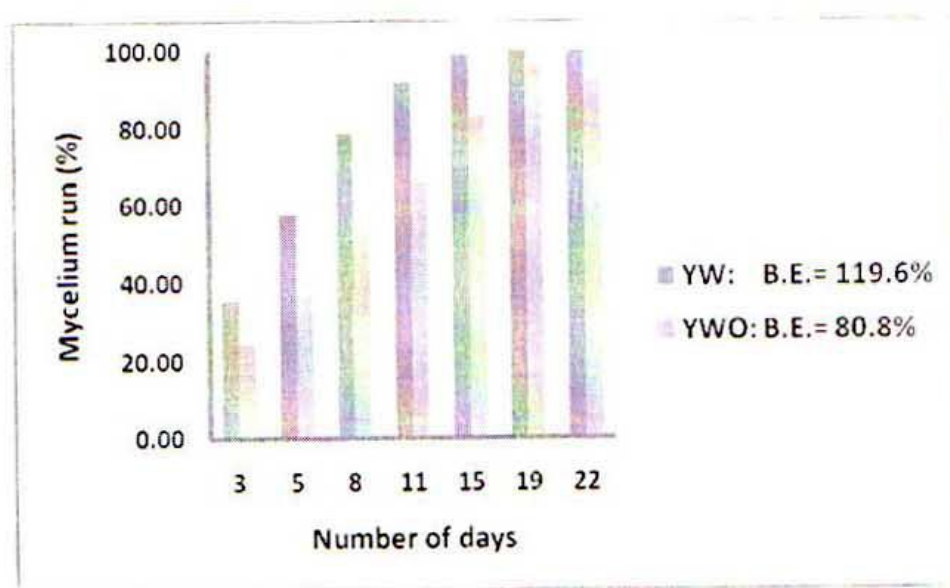 100.00
80.00
60.00
40.00
20.00
0.00
Mycelium run (%)
3 5 8 11 15 19 22
Number of days
YW: B.E.= 119.6%
YWO: B.E.= 80.8%